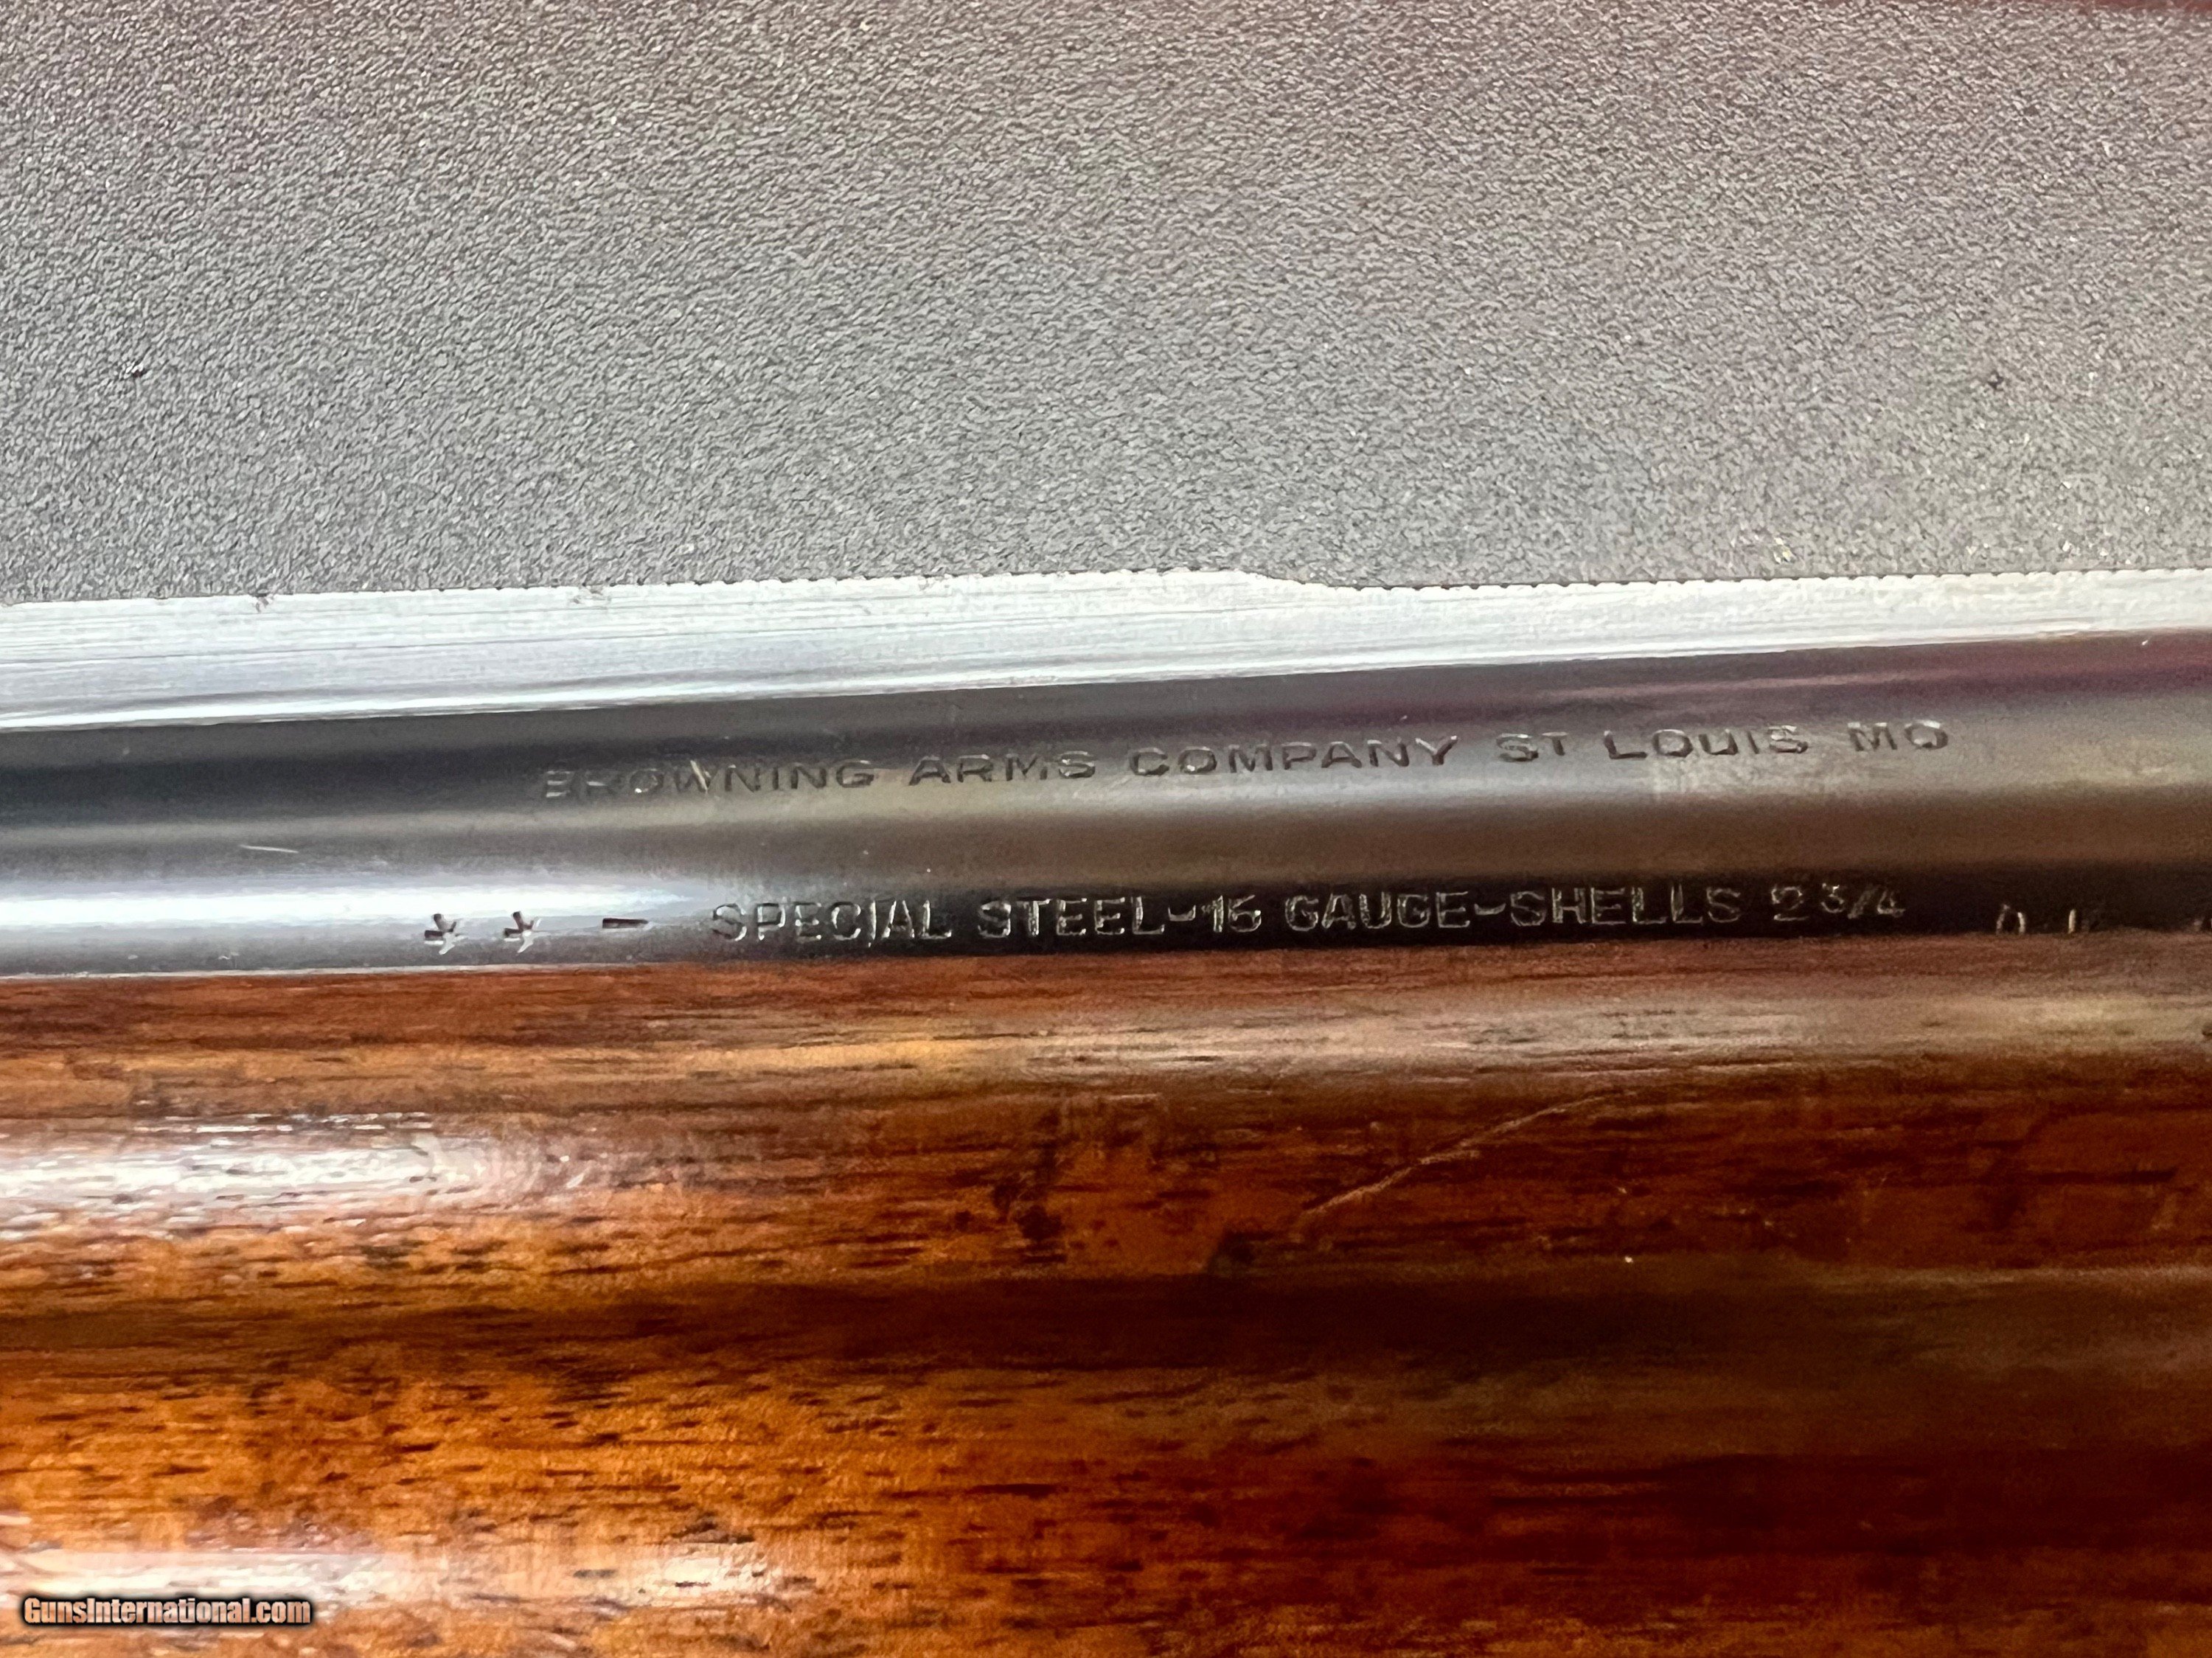 BROWNING ARMS COMPANY ST LOUIS MO
++ - SPECIAL STEEL-16 GAUGE-SHELLS 2 3/4
GunsInternational.com